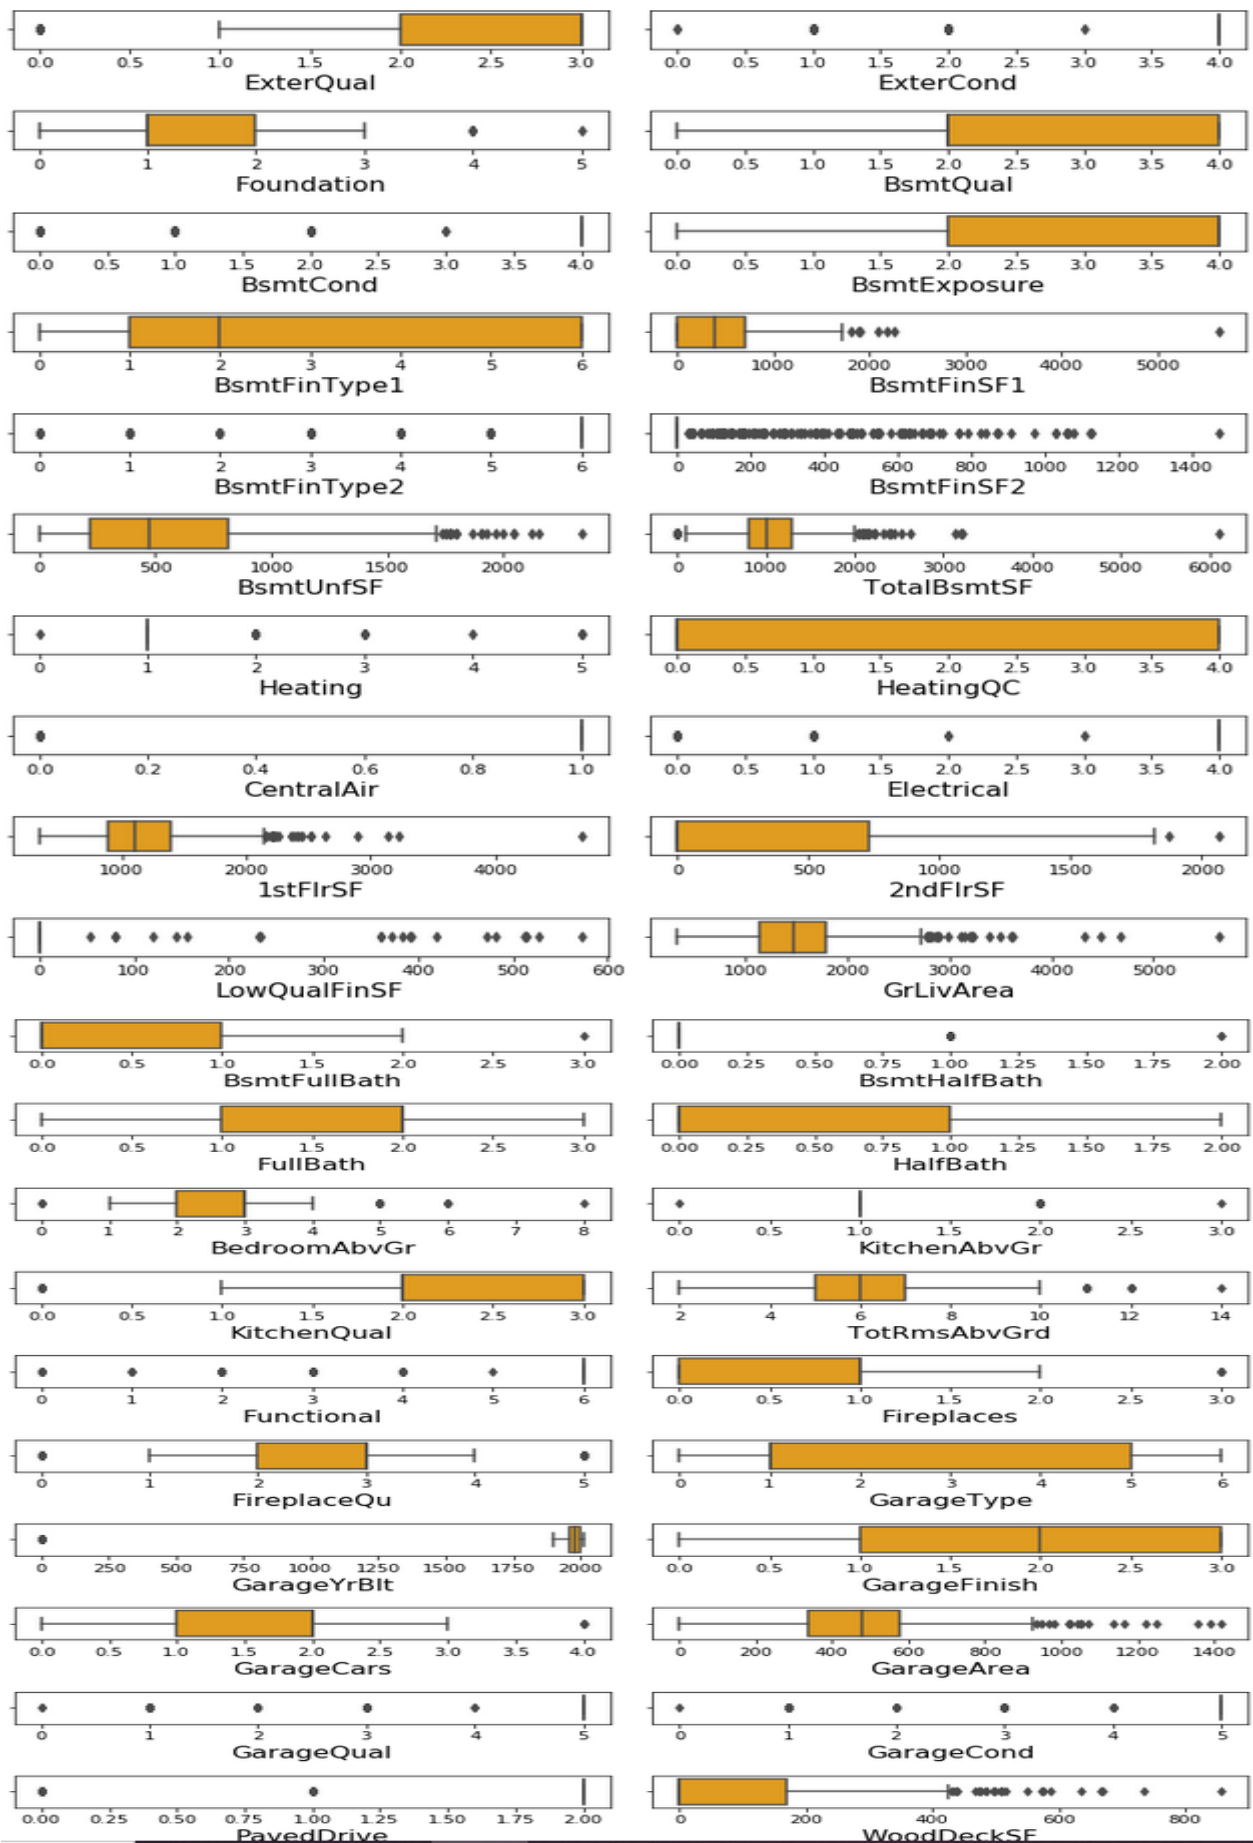 0.0 0.5 1.0 1.5 2.0 2.5 3.0
ExterQual
0.0 0.5 1.0 1.5 2.0 2.5 3.0 3.5 4.0
ExterCond
0 1 2 3 4 5
Foundation
0.0 0.5 1.0 1.5 2.0 2.5 3.0 3.5 4.0
BsmtQual
0.0 0.5 1.0 1.5 2.0 2.5 3.0 3.5 4.0
BsmtCond
0.0 0.5 1.0 1.5 2.0 2.5 3.0 3.5 4.0
BsmtExposure
0 1 2 3 4 5 6
BsmtFinType1
0 1000 2000 3000 4000 5000
BsmtFinSF1
0 1 2 3 4 5 6
BsmtFinType2
0 200 400 600 800 1000 1200 1400
BsmtFinSF2
0 500 1000 1500 2000
BsmtUnfSF
0 1000 2000 3000 4000 5000 6000
TotalBsmtSF
0 1 2 3 4 5
Heating
0.0 0.5 1.0 1.5 2.0 2.5 3.0 3.5 4.0
HeatingQC
0.0 0.2 0.4 0.6 0.8 1.0
CentralAir
0.0 0.5 1.0 1.5 2.0 2.5 3.0 3.5 4.0
Electrical
1000 2000 3000 4000
1stFlrSF
0 500 1000 1500 2000
2ndFlrSF
0 100 200 300 400 500 600
LowQualFinSF
1000 2000 3000 4000 5000
GrLivArea
0.0 0.5 1.0 1.5 2.0 2.5 3.0
BsmtFullBath
0.00 0.25 0.50 0.75 1.00 1.25 1.50 1.75 2.00
BsmtHalfBath
0.0 0.5 1.0 1.5 2.0 2.5 3.0
FullBath
0.00 0.25 0.50 0.75 1.00 1.25 1.50 1.75 2.00
HalfBath
0 1 2 3 4 5 6 7 8
BedroomAbvGr
0.0 0.5 1.0 1.5 2.0 2.5 3.0
KitchenAbvGr
0.0 0.5 1.0 1.5 2.0 2.5 3.0
KitchenQual
2 4 6 8 10 12 14
TotRmsAbvGrd
0 1 2 3 4 5 6
Functional
0.0 0.5 1.0 1.5 2.0 2.5 3.0
Fireplaces
0 1 2 3 4 5
FireplaceQu
0 1 2 3 4 5 6
GarageType
0 250 500 750 1000 1250 1500 1750 2000
GarageYrBlt
0.0 0.5 1.0 1.5 2.0 2.5 3.0
GarageFinish
0.0 0.5 1.0 1.5 2.0 2.5 3.0 3.5 4.0
GarageCars
0 200 400 600 800 1000 1200 1400
GarageArea
0 1 2 3 4 5
GarageQual
0 1 2 3 4 5
GarageCond
0.00 0.25 0.50 0.75 1.00 1.25 1.50 1.75 2.00
PavedDrive
0 200 400 600 800
WoodDeckSF